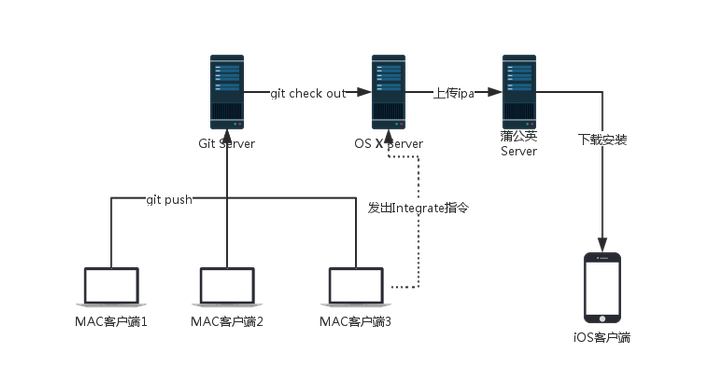 git check out
上传ipa
Git Server
OS X server
蒲公英
Server
下载安装
git push
发出Integrate指令
MAC客户端1
MAC客户端2
MAC客户端3
iOS客户端